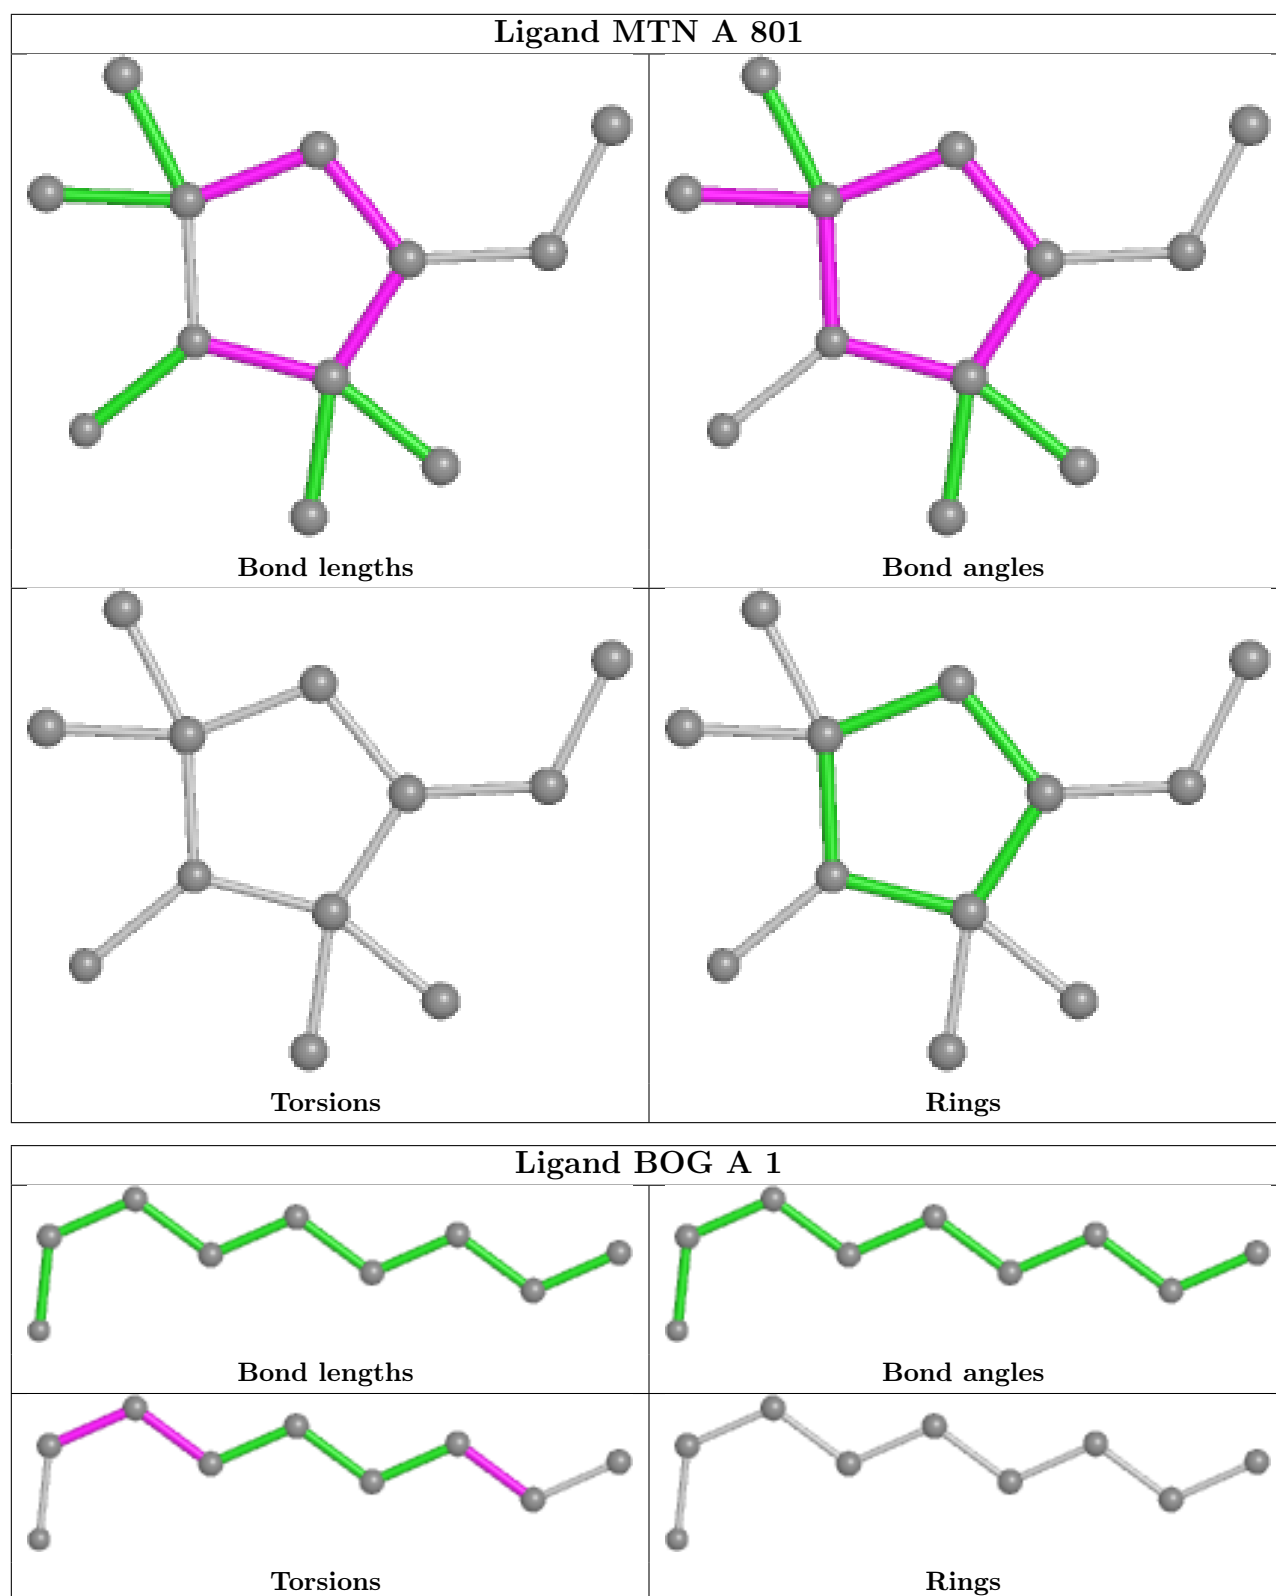 Ligand MTN A 801
Bond lengths
Bond angles
Torsions
Rings
Ligand BOG A 1
Bond lengths
Bond angles
Torsions
Rings